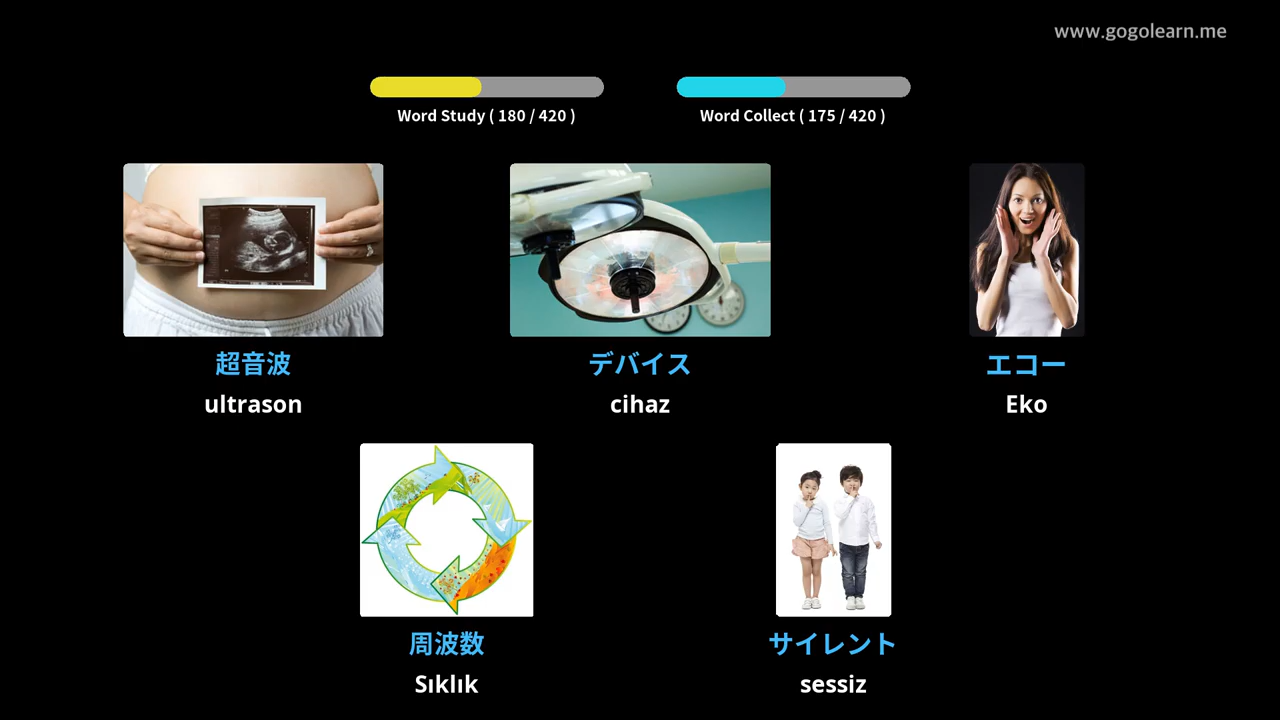 www.gogolearn.me
Word Study ( 180 / 420 )
Word Collect ( 175 / 420 )
超音波
ultrason
デバイス
cihaz
エコー
Eko
周波数
Sıklık
サイレント
sessiz